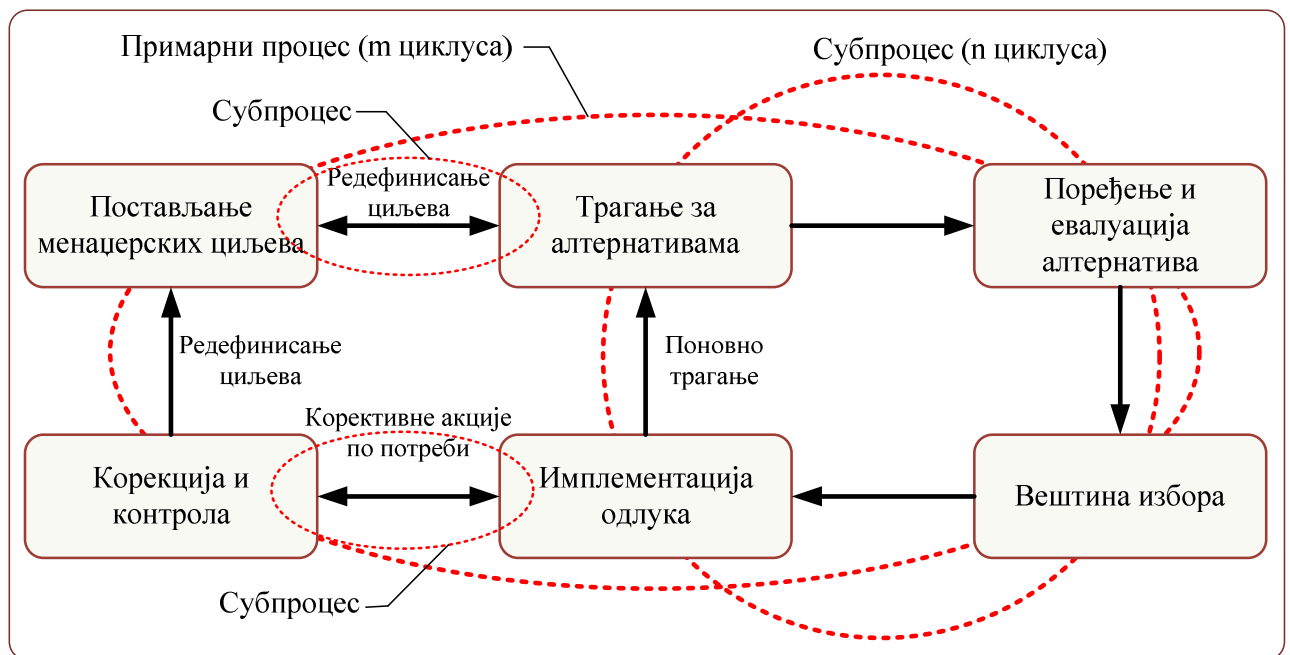 Примарни процес (m циклуса)
Субпроцес (n циклуса)
Субпроцес
Постављање
менаџерских циљева
Редефинисање
циљева
Трагање за
алтернативама
Поређење и
евалуација
алтернатива
Редефинисање
циљева
Поновно
трагање
Корективне акције
по потреби
Корекција и
контрола
Имплементација
одлука
Вештина избора
Субпроцес